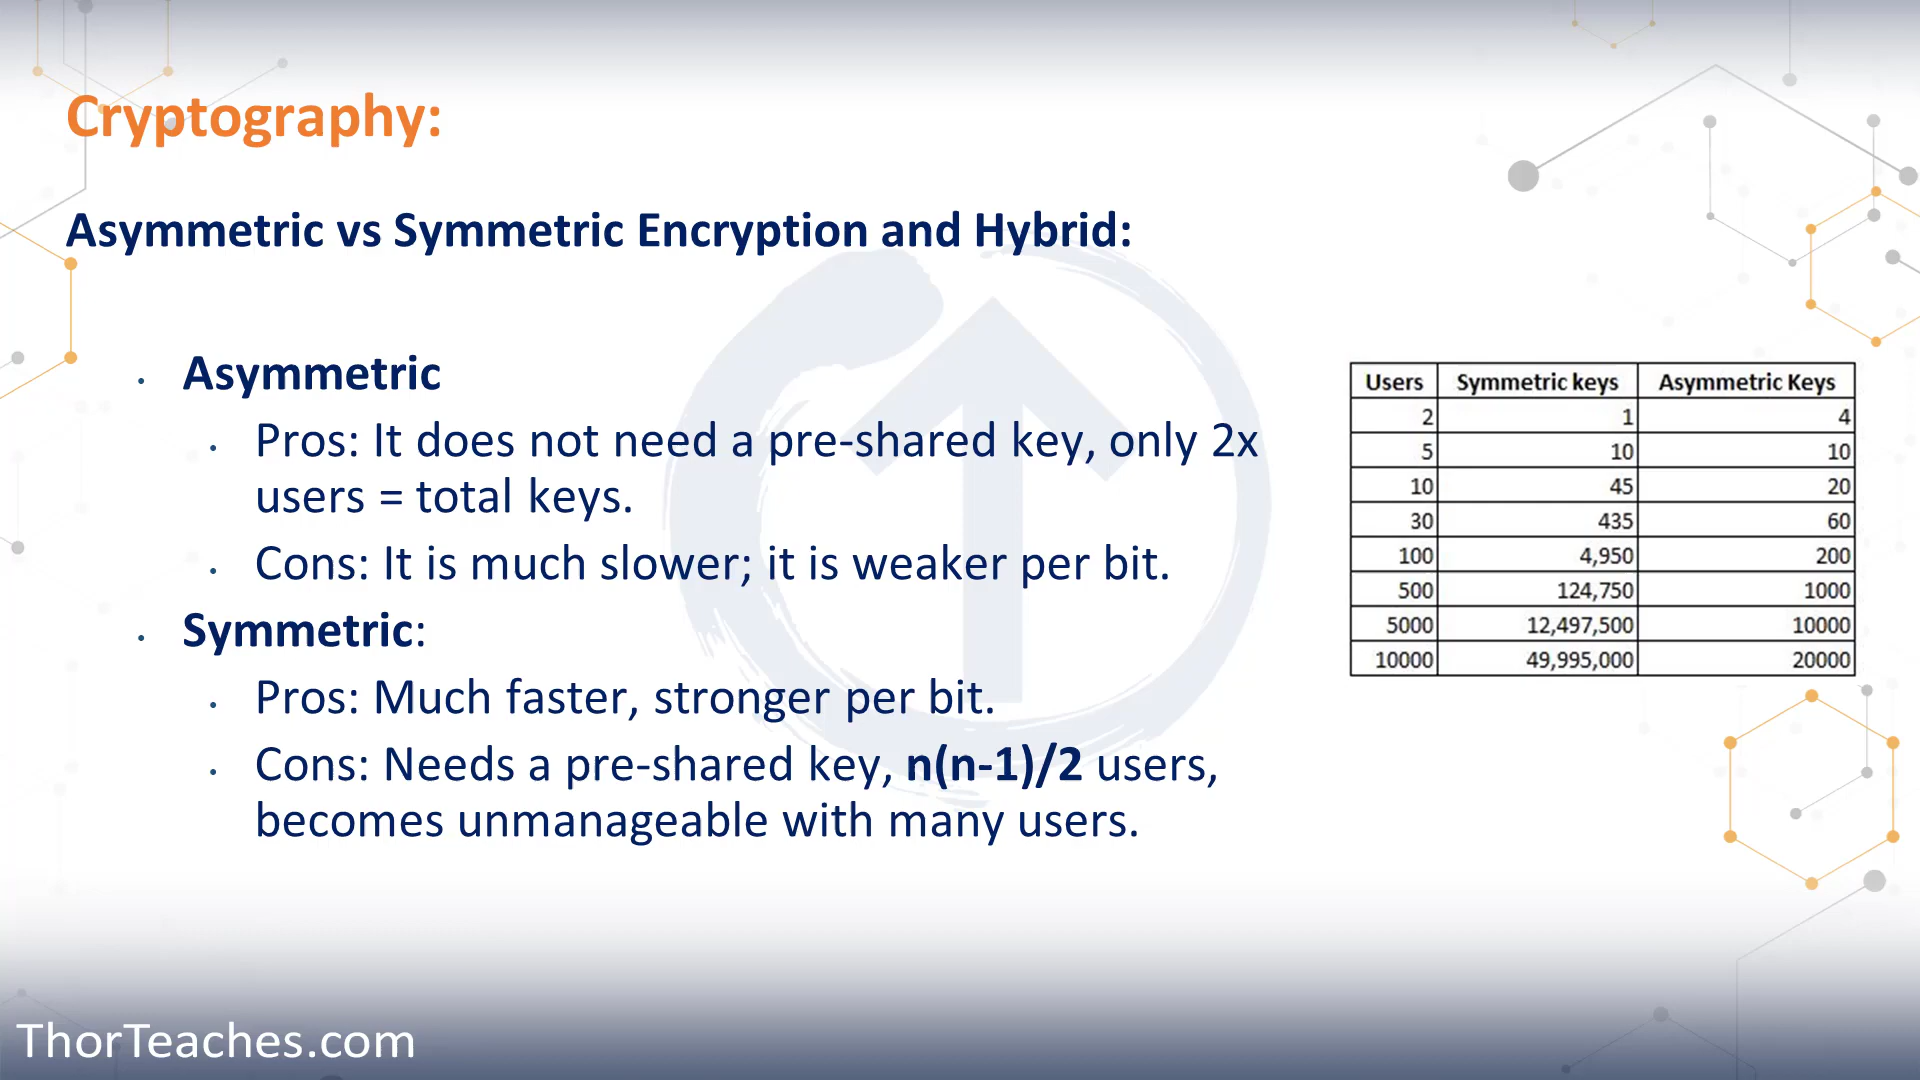 Cryptography:
Asymmetric vs Symmetric Encryption and Hybrid:
• Asymmetric
• Pros: It does not need a pre-shared key, only 2x
users = total keys.
• Cons: It is much slower; it is weaker per bit.
• Symmetric:
• Pros: Much faster, stronger per bit.
• Cons: Needs a pre-shared key, n(n-1)/2 users,
becomes unmanageable with many users.
Users Symmetric keys Asymmetric Keys
2 1 4
5 10 10
10 45 20
30 435 60
100 4,950 200
500 124,750 1000
5000 12,497,500 10000
10000 49,995,000 20000
ThorTeaches.com